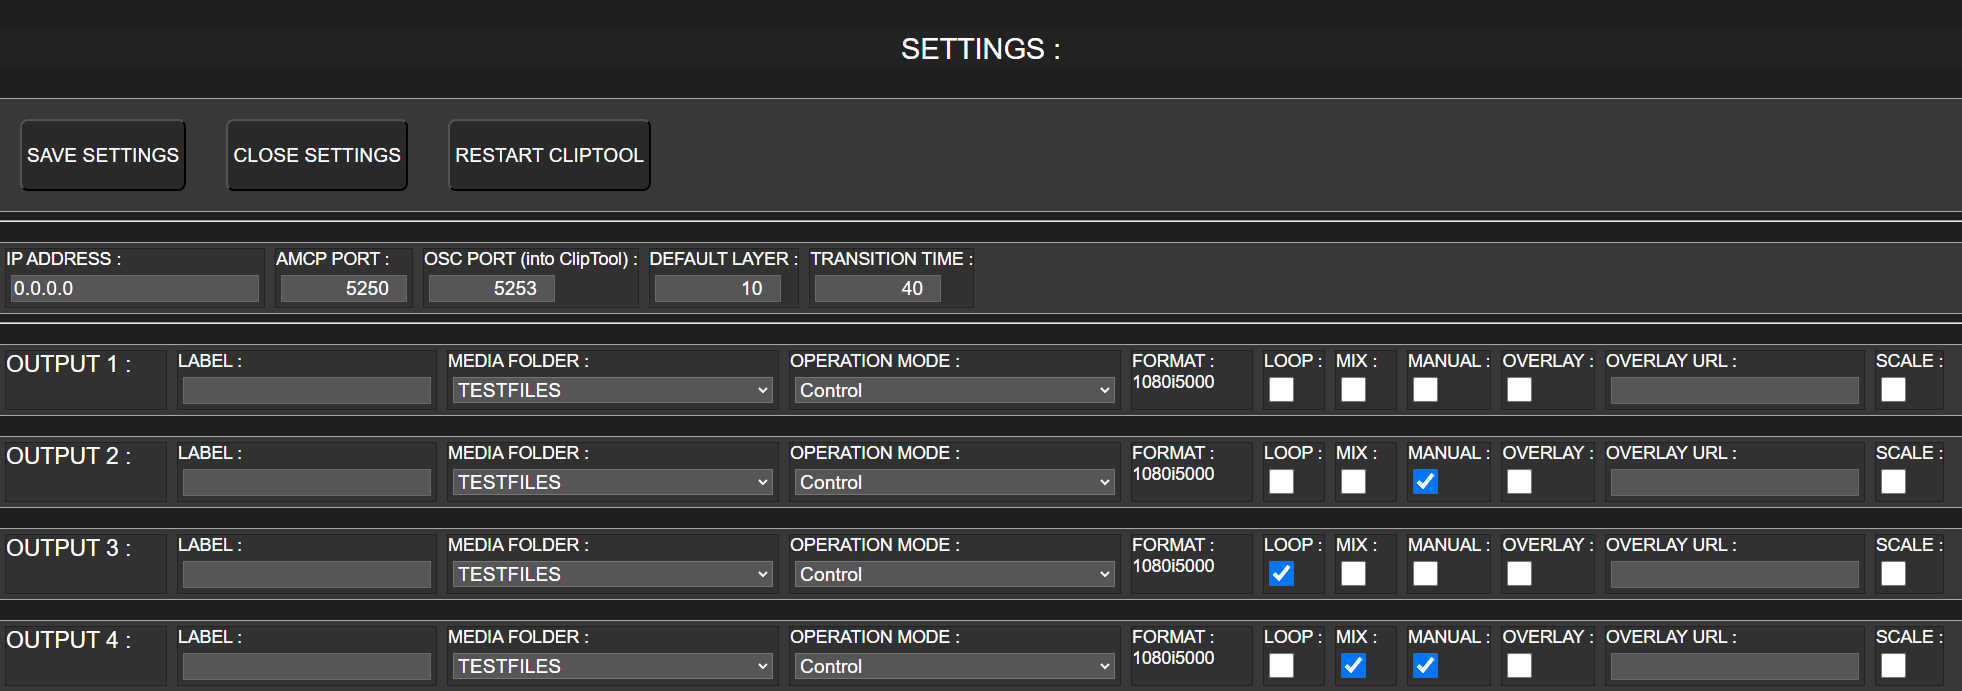 SETTINGS :
SAVE SETTINGS CLOSE SETTINGS RESTART CLIPTOOL
IP ADDRESS : AMCP PORT : OSC PORT (into ClipTool) : DEFAULT LAYER : TRANSITION TIME :
0.0.0.0 5250 5253 10 40
OUTPUT 1 : LABEL : MEDIA FOLDER : OPERATION MODE : FORMAT : LOOP : MIX : MANUAL : OVERLAY : OVERLAY URL : SCALE :
TESTFILES Control 1080i5000
OUTPUT 2 : LABEL : MEDIA FOLDER : OPERATION MODE : FORMAT : LOOP : MIX : MANUAL : OVERLAY : OVERLAY URL : SCALE :
TESTFILES Control 1080i5000
OUTPUT 3 : LABEL : MEDIA FOLDER : OPERATION MODE : FORMAT : LOOP : MIX : MANUAL : OVERLAY : OVERLAY URL : SCALE :
TESTFILES Control 1080i5000
OUTPUT 4 : LABEL : MEDIA FOLDER : OPERATION MODE : FORMAT : LOOP : MIX : MANUAL : OVERLAY : OVERLAY URL : SCALE :
TESTFILES Control 1080i5000